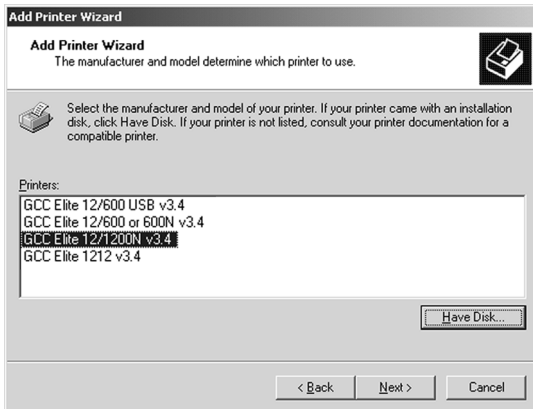 Add Printer Wizard
Add Printer Wizard
The manufacturer and model determine which printer to use.
Select the manufacturer and model of your printer. If your printer came with an installation
disk, click Have Disk. If your printer is not listed, consult your printer documentation for a
compatible printer.
Printers:
GCC Elite 12/600 USB v3.4
GCC Elite 12/600 or 600N v3.4
GCC Elite 12/1200N v3.4
GCC Elite 1212 v3.4
Have Disk...
< Back
Next >
Cancel